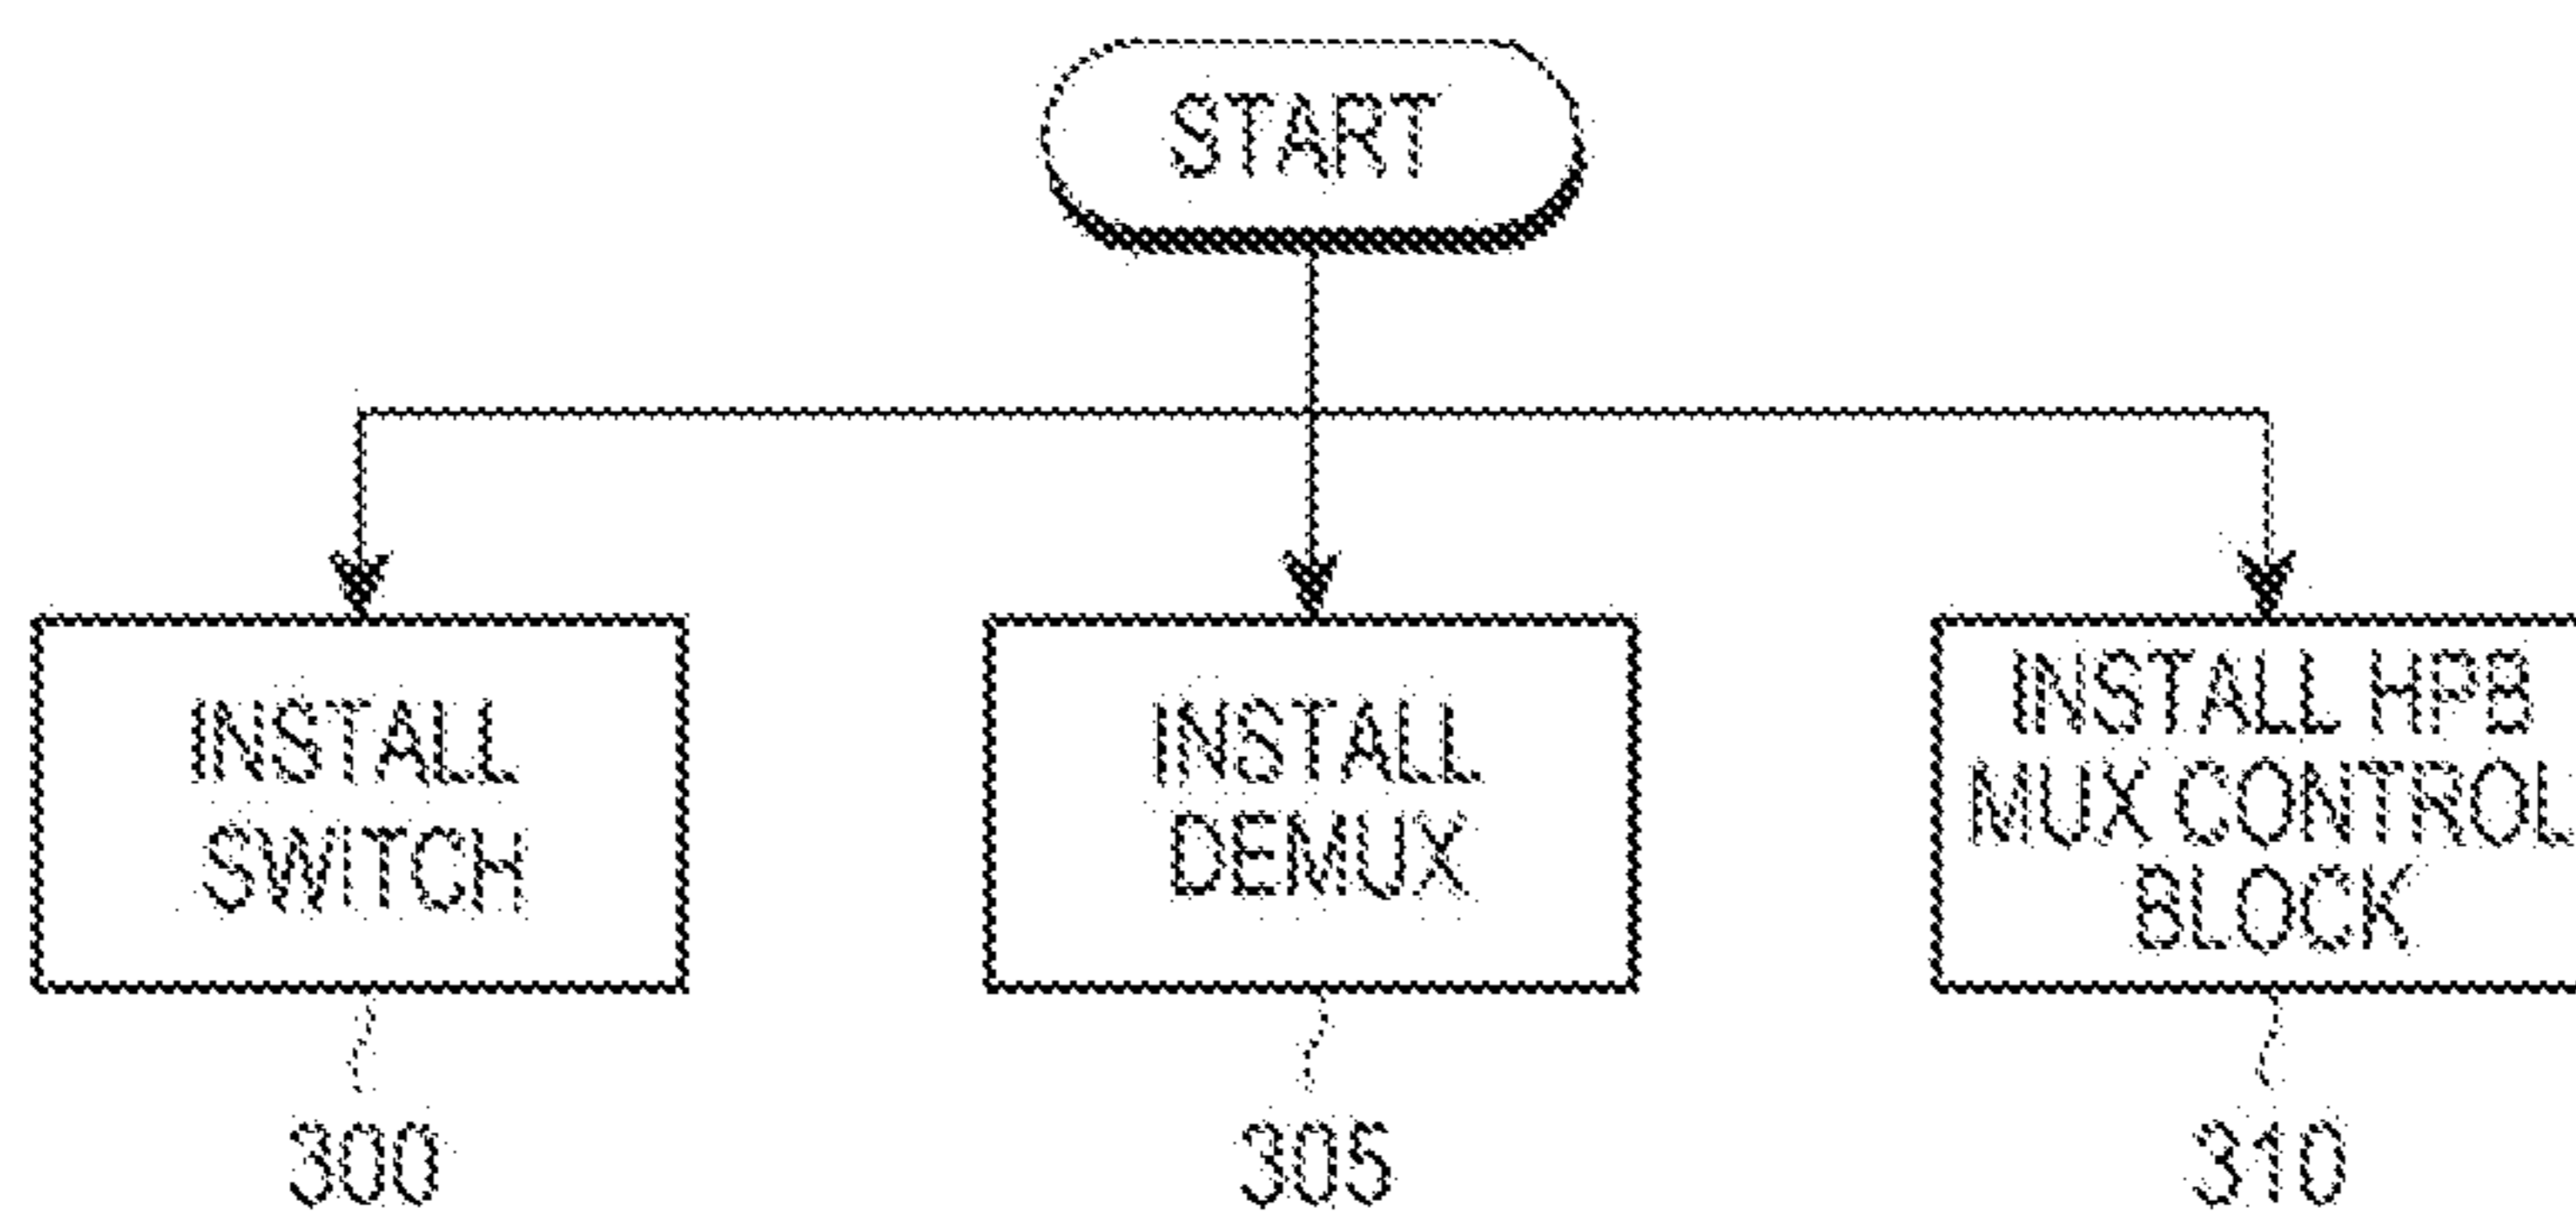 START
INSTALL
SWITCH
INSTALL
DEMUX
INSTALL HPB
MUX CONTROL
BLOCK
300
305
310